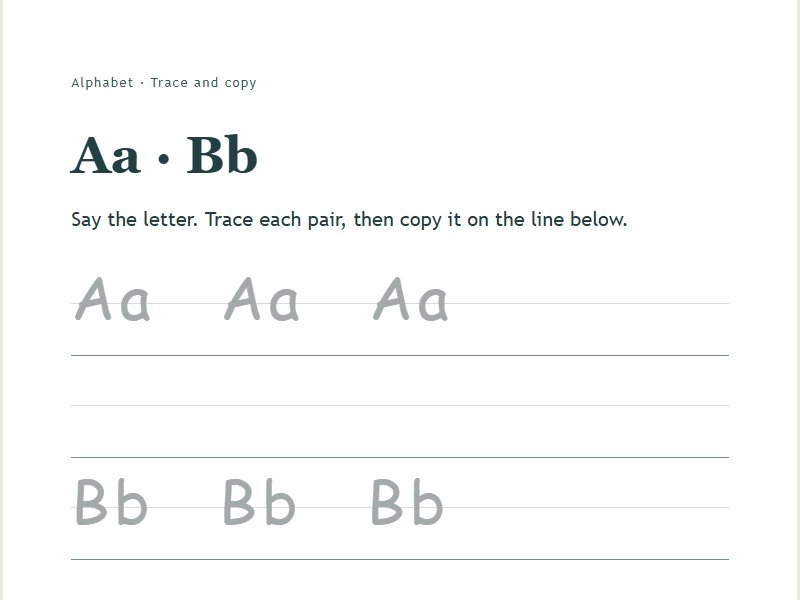 Alphabet · Trace and copy
Aa · Bb
Say the letter. Trace each pair, then copy it on the line below.
Aa Aa Aa
Bb Bb Bb